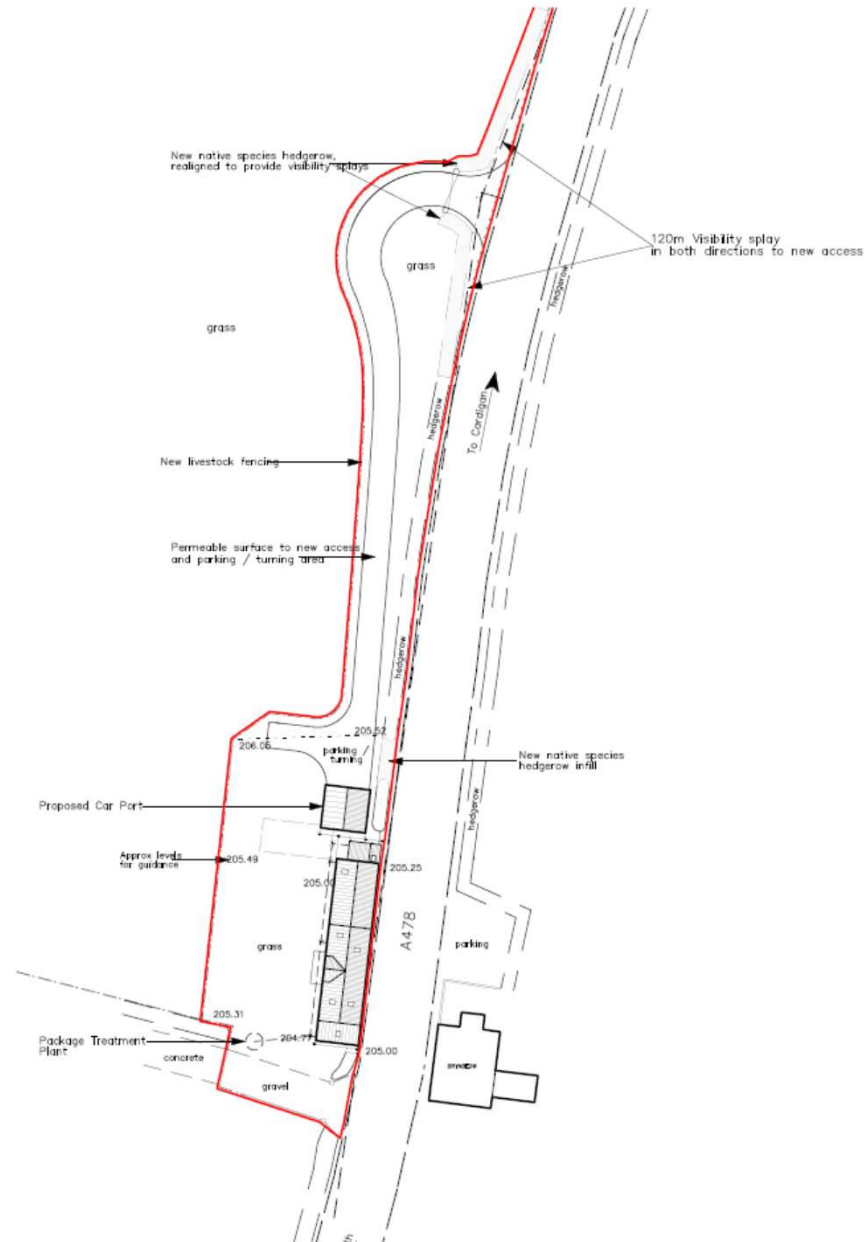 New native species hedgerow,
realigned to provide visibility splays
120m Visibility splay
in both directions to new access
grass
hedgerow
grass
To Cardigan
hedgerow
New livestock fencing
Permeable surface to new access
and parking / turning area
hedgerow
205.52
206.05
parking /
turning
New native species
hedgerow infill
Proposed Car Port
hedgerow
Approx levels
for guidance
205.49
205.25
205.00
A478
grass
parking
205.31
Package Treatment
Plant
204.77
205.00
concrete
gravel